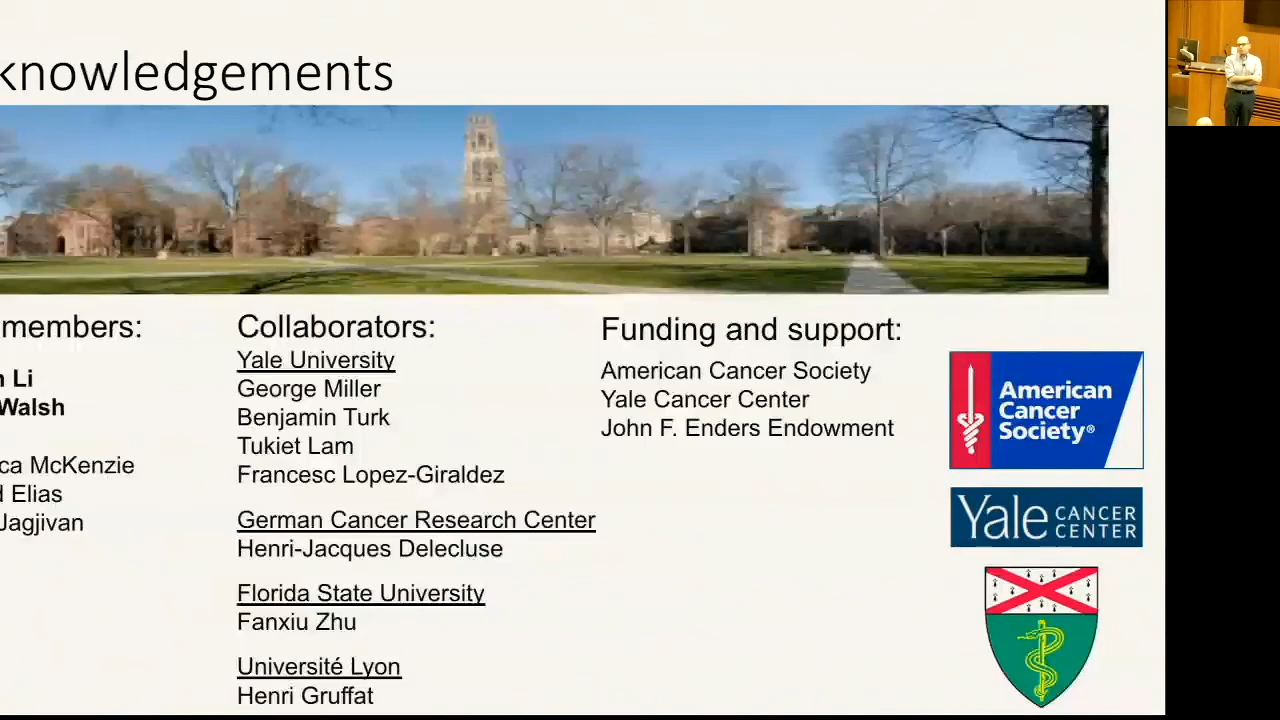 knowledgements
members:
Li
Walsh
McKenzie
Elias
Jagjivan
Collaborators:
Yale University
George Miller
Benjamin Turk
Tukiet Lam
Francesc Lopez-Giraldez
German Cancer Research Center
Henri-Jacques Delecluse
Florida State University
Fanxiu Zhu
Université Lyon
Henri Gruffat
Funding and support:
American Cancer Society
Yale Cancer Center
John F. Enders Endowment
American
Cancer
Society®
Yale CANCER
CENTER